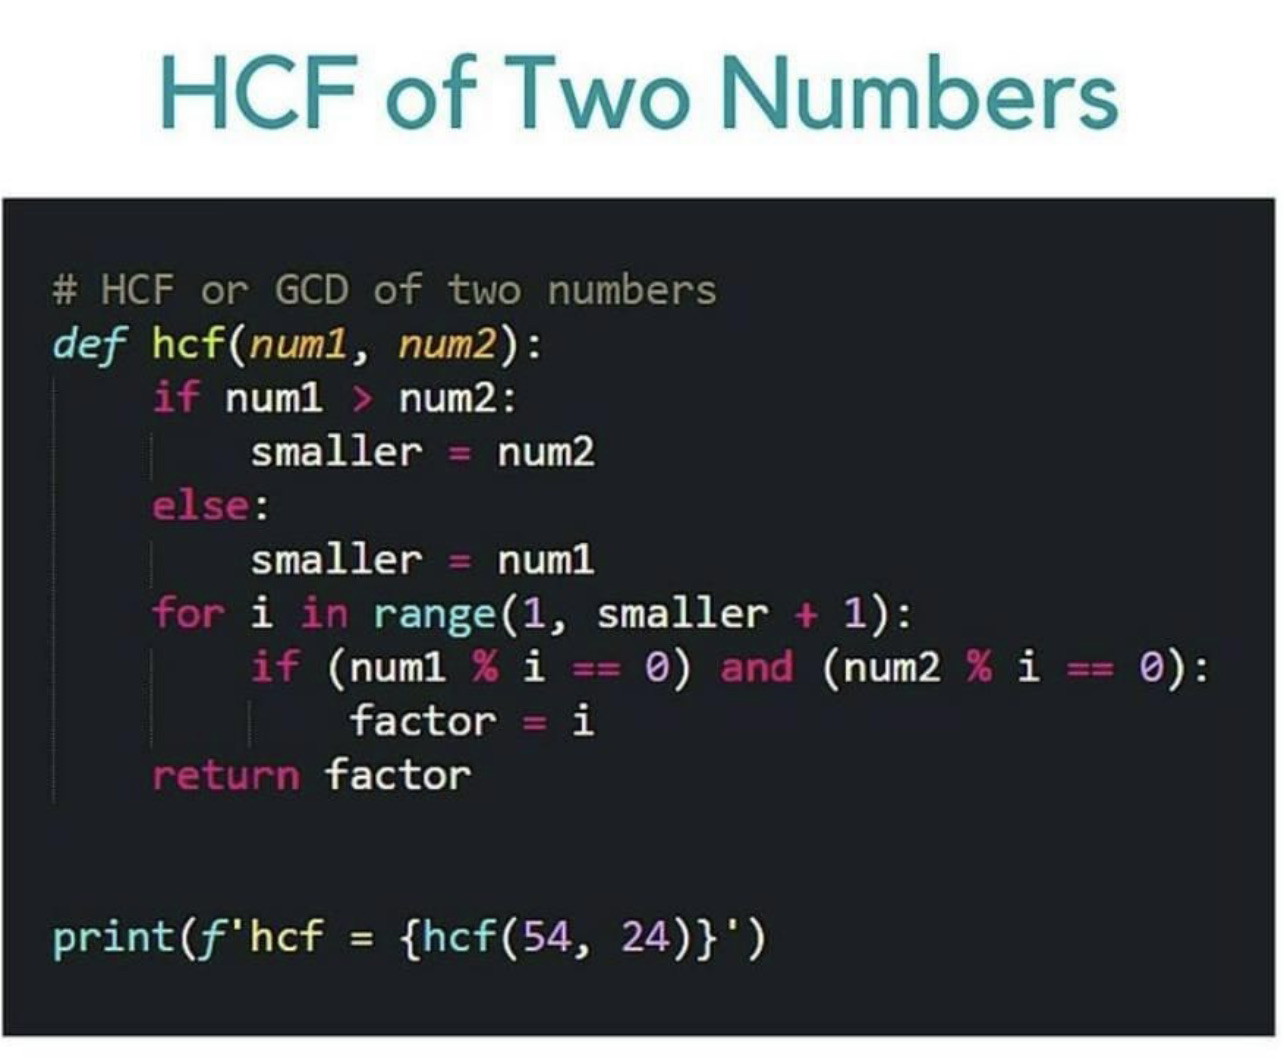 HCF of Two Numbers
# HCF or GCD of two numbers
def hcf(num1, num2):
    if num1 > num2:
        smaller = num2
    else:
        smaller = num1
    for i in range(1, smaller + 1):
        if (num1 % i == 0) and (num2 % i == 0):
            factor = i
    return factor
print(f'hcf = {hcf(54, 24)}')